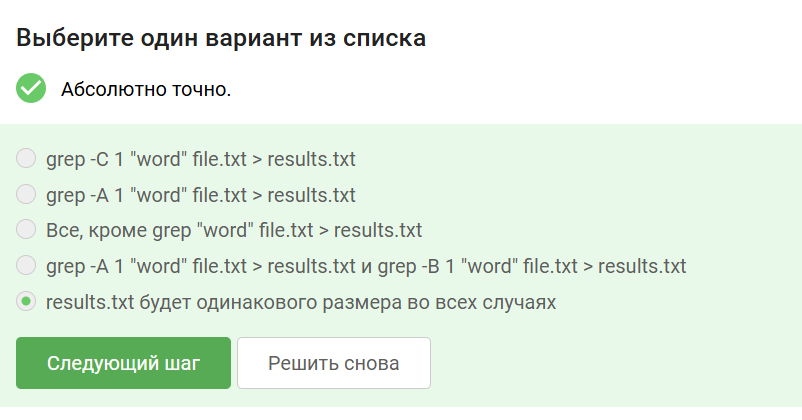 Выберите один вариант из списка
Абсолютно точно.
grep -C 1 "word" file.txt > results.txt
grep -A 1 "word" file.txt > results.txt
Все, кроме grep "word" file.txt > results.txt
grep -A 1 "word" file.txt > results.txt и grep -B 1 "word" file.txt > results.txt
results.txt будет одинакового размера во всех случаях
Следующий шаг
Решить снова